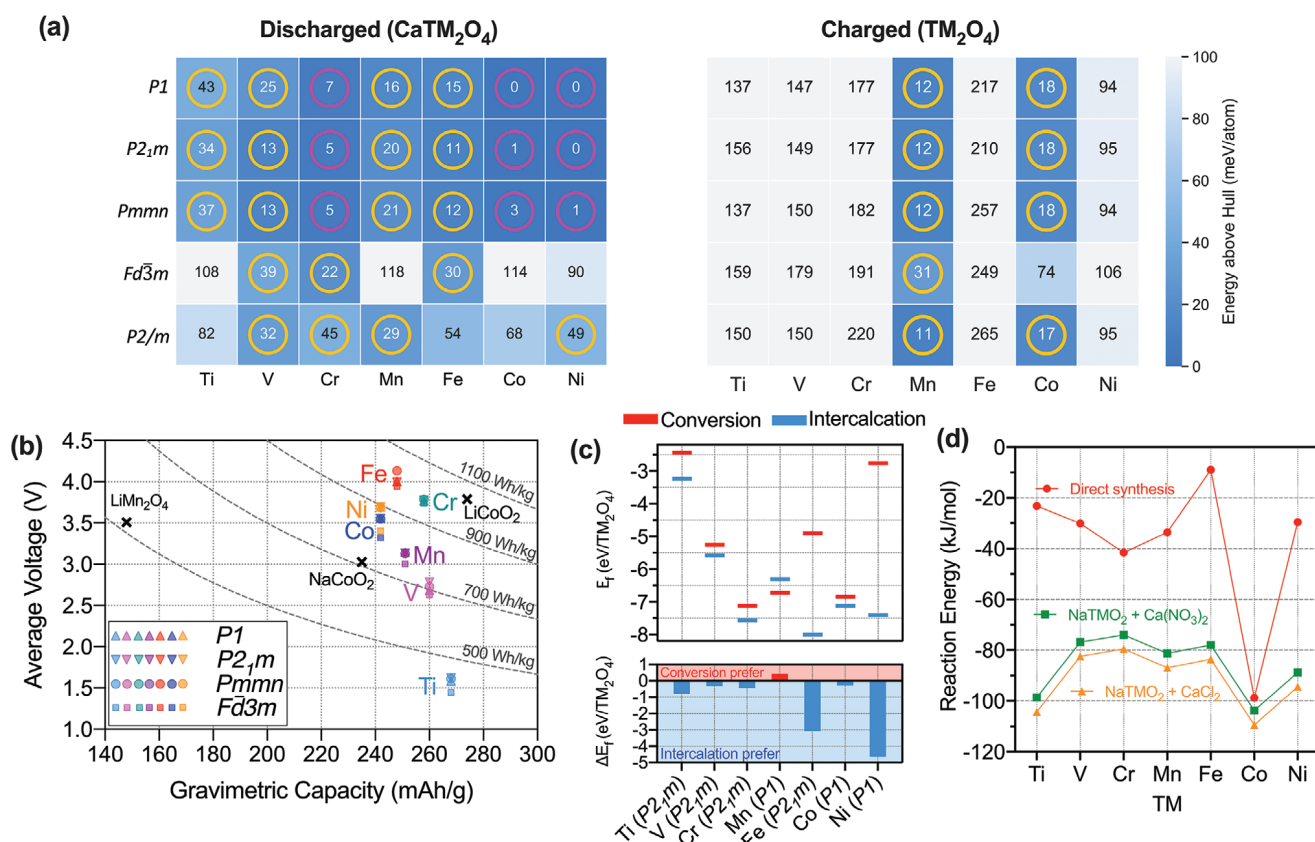 (a)
Discharged (CaTM₂O₄)
Charged (TM₂O₄)
P1 43 25 7 16 15 0 0
P2₁m 34 13 5 20 11 1 0
Pmmn 37 13 5 21 12 3 1
Fd3̅m 108 39 22 118 30 114 90
P2/m 82 32 45 29 54 68 49
Ti V Cr Mn Fe Co Ni
137 147 177 12 217 18 94
156 149 177 12 210 18 95
137 150 182 12 257 18 94
159 179 191 31 249 74 106
150 150 220 11 265 17 95
Ti V Cr Mn Fe Co Ni
100
80
60
40
20
0
Energy above Hull (meV/atom)
(b)
Average Voltage (V)
4.5
4.0
3.5
3.0
2.5
2.0
1.5
1.0
LiMn₂O₄
NaCoO₂
LiCoO₂
Fe
Cr
Ni
Co
Mn
V
Ti
1100 Wh/kg
900 Wh/kg
700 Wh/kg
500 Wh/kg
P1
P2₁m
Pmmn
Fd3̅m
140 160 180 200 220 240 260 280 300
Gravimetric Capacity (mAh/g)
Conversion Intercalcation
(c)
E_f (eV/TM₂O₄)
-3
-4
-5
-6
-7
-8
ΔE_f (eV/TM₂O₄)
1
0
-1
-2
-3
-4
-5
Conversion prefer
Intercalation prefer
Ti (P2₁m)
V (P2₁m)
Cr (P2₁m)
Mn (P1)
Fe (P2₁m)
Co (P1)
Ni (P1)
(d)
Reaction Energy (kJ/mol)
0
-20
-40
-60
-80
-100
-120
Direct synthesis
NaTMO₂ + Ca(NO₃)₂
NaTMO₂ + CaCl₂
Ti V Cr Mn Fe Co Ni
TM